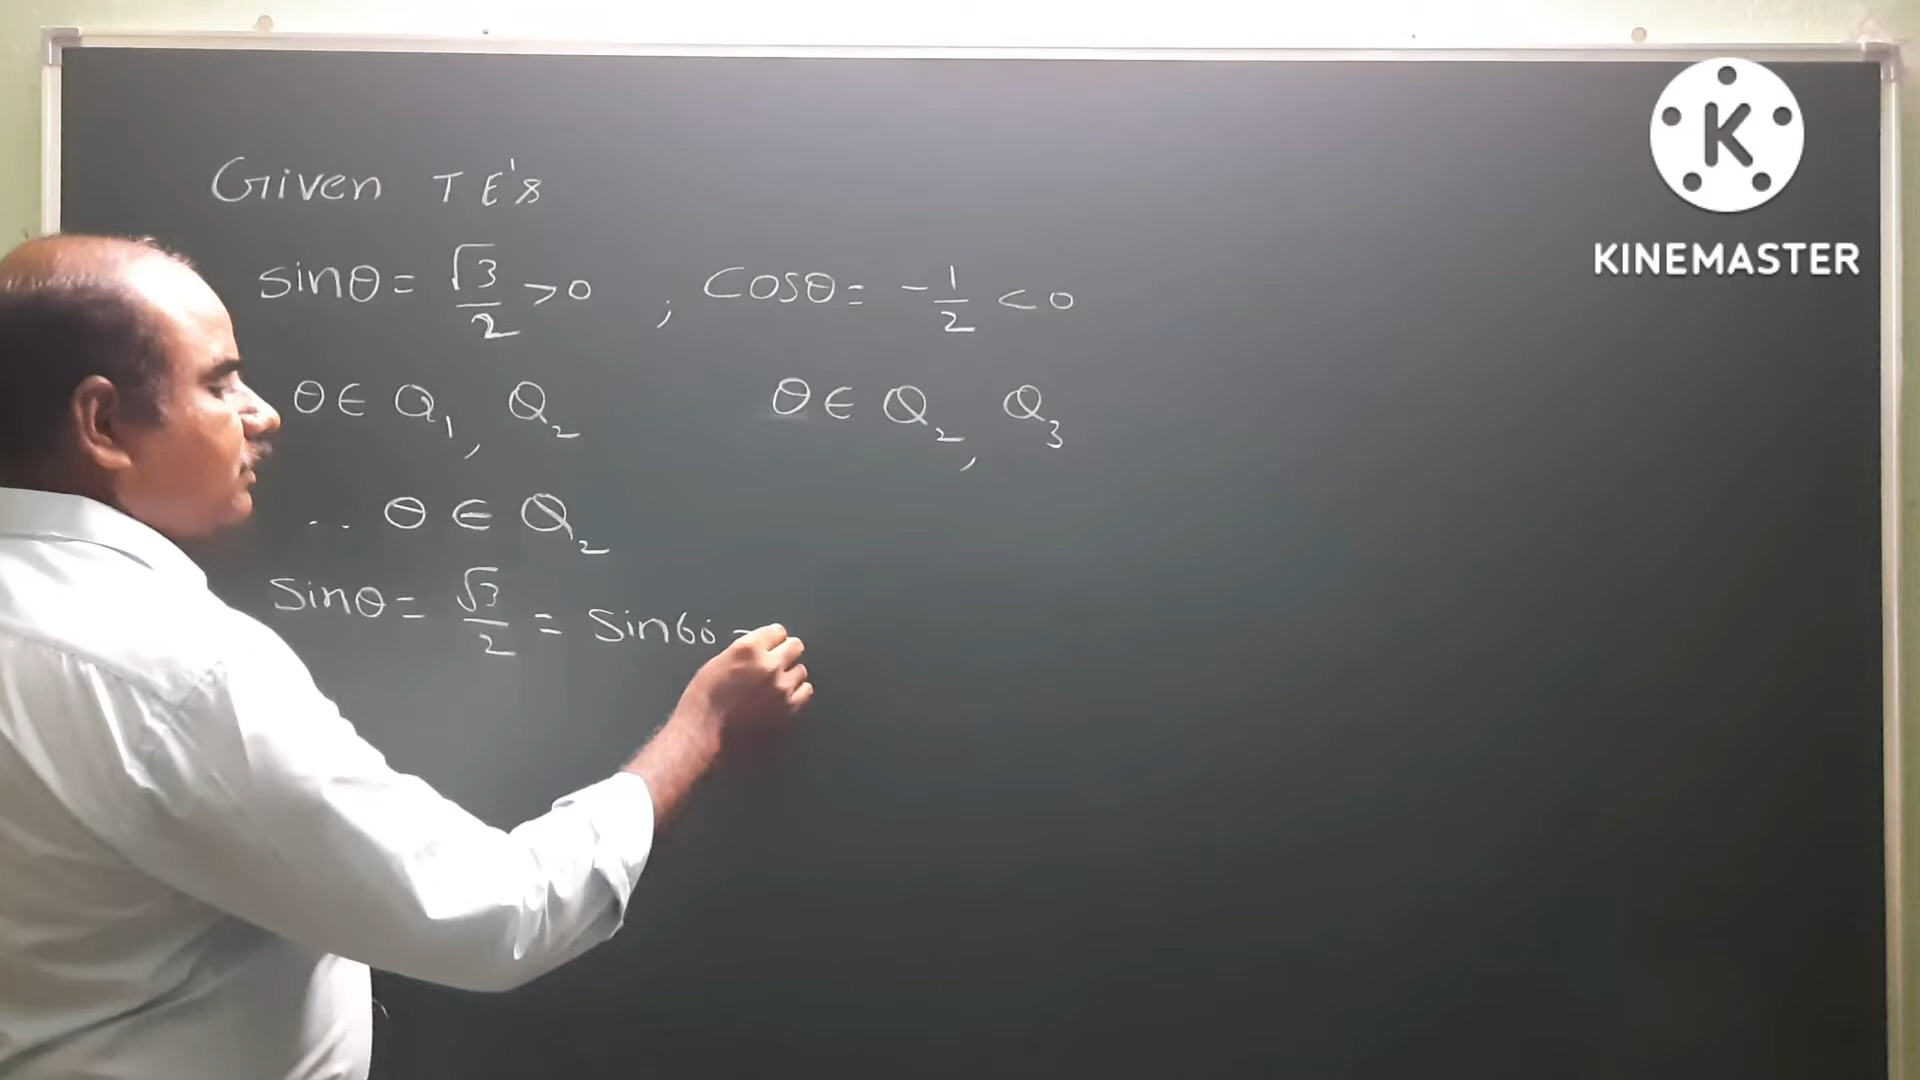 Given TE's
sinθ = √3/2 > 0 , cosθ = -1/2 < 0
θ ∈ Q₁, Q₂ θ ∈ Q₂, Q₃
∴ θ ∈ Q₂
Sinθ = √3/2 = Sin60° =
K
KINEMASTER